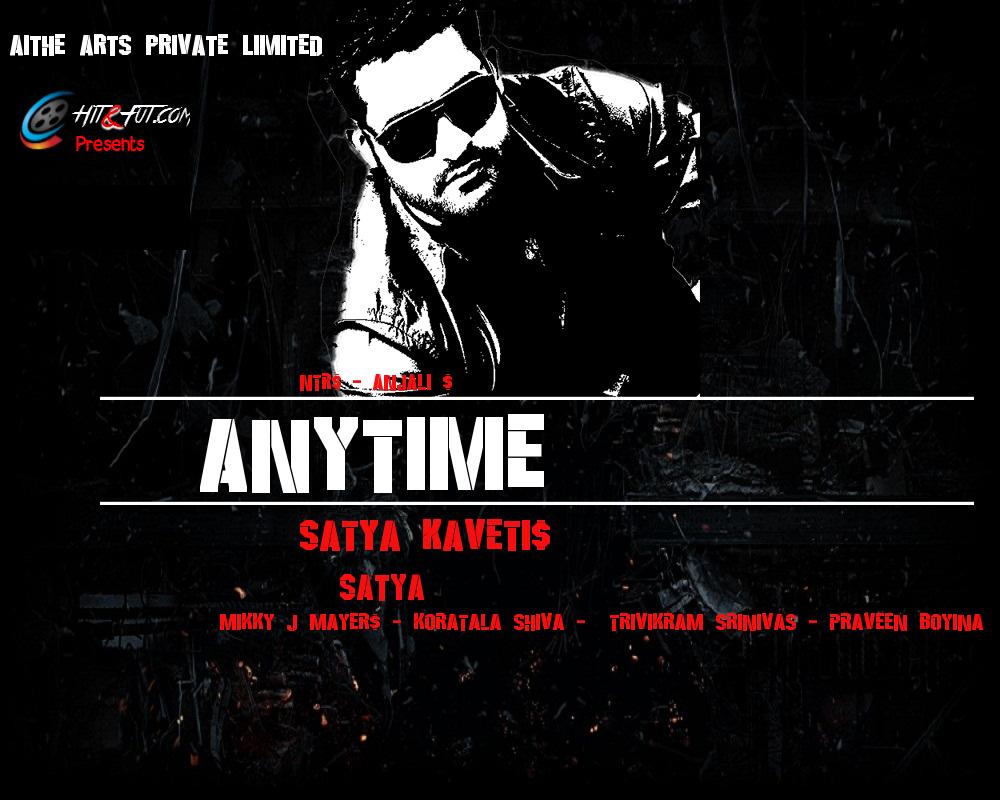 AITHE ARTS PRIVATE LIIMITED
HIT&FUT.COM
Presents
NTR$ - ANJALI $
ANYTIME
SATYA KAVETI$
SATYA
MIKKY J MAYER$ - KORATALA SHIVA - TRIVIKRAM SRINIVAS - PRAVEEN BOYINA